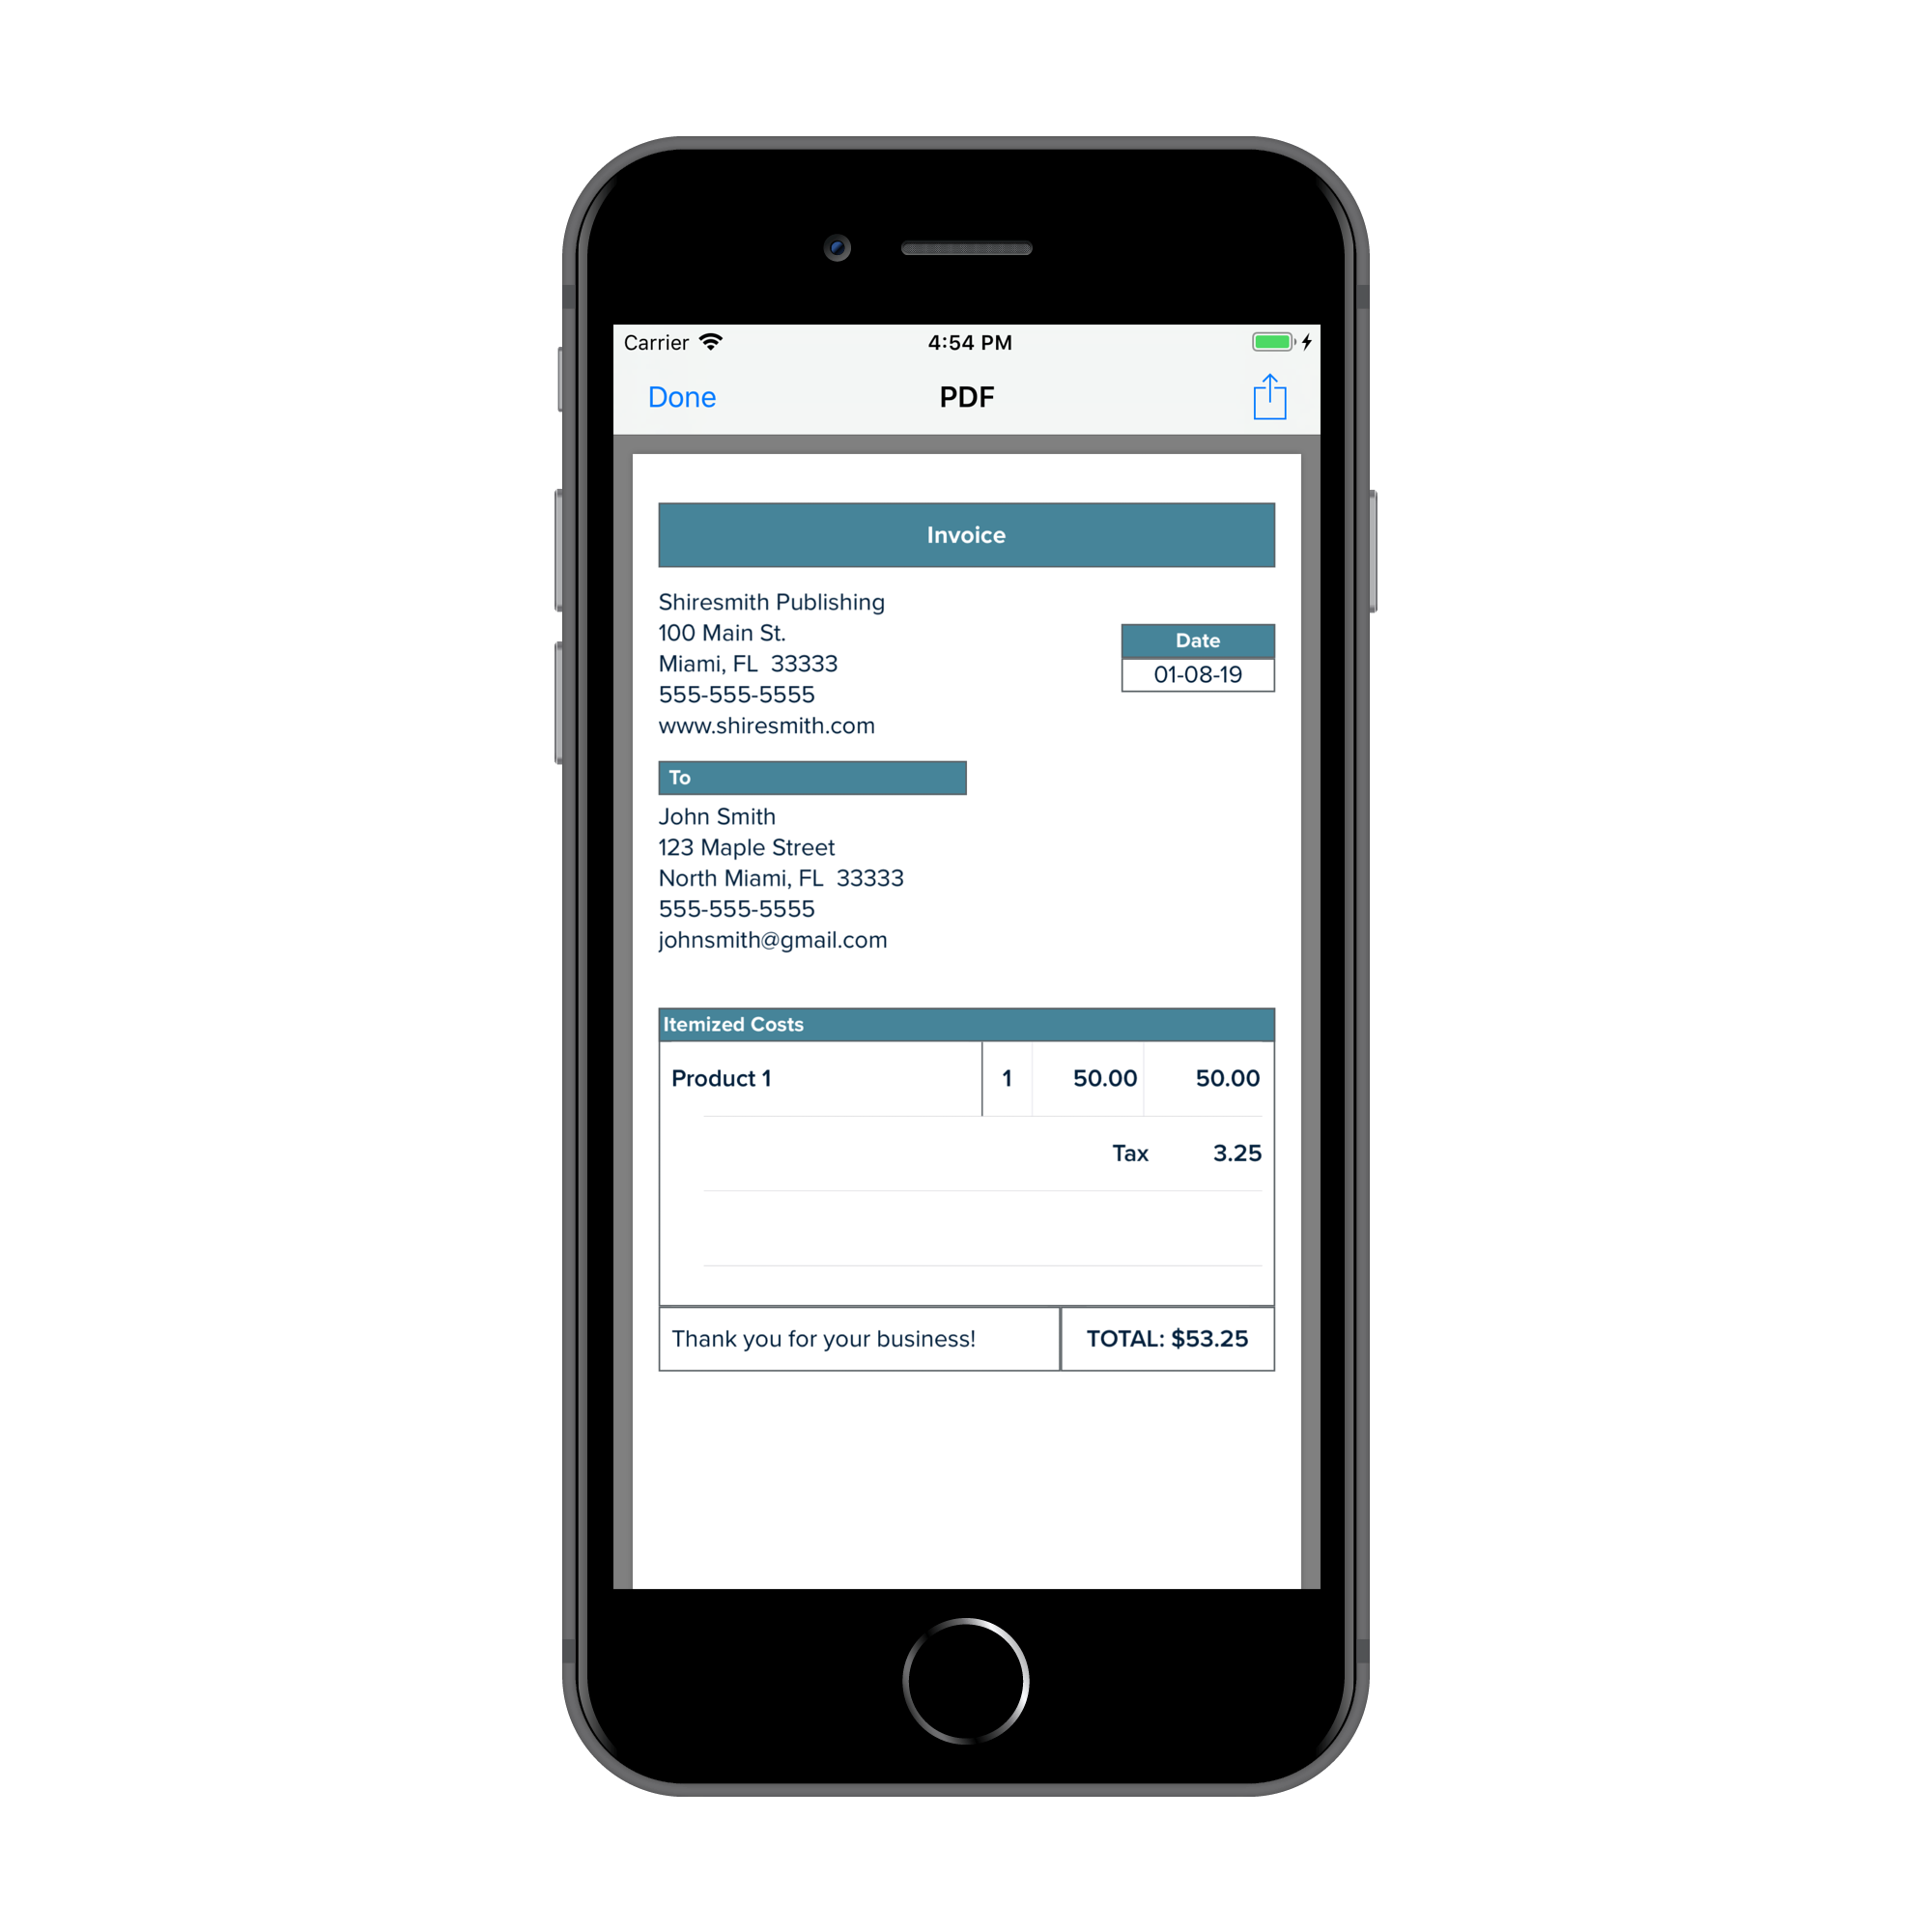 Carrier 4:54 PM
Done PDF
Invoice
Shiresmith Publishing
100 Main St.
Miami, FL  33333
555-555-5555
www.shiresmith.com
Date
01-08-19
To
John Smith
123 Maple Street
North Miami, FL  33333
555-555-5555
johnsmith@gmail.com
Itemized Costs
Product 1 1 50.00 50.00
Tax 3.25
Thank you for your business! TOTAL: $53.25